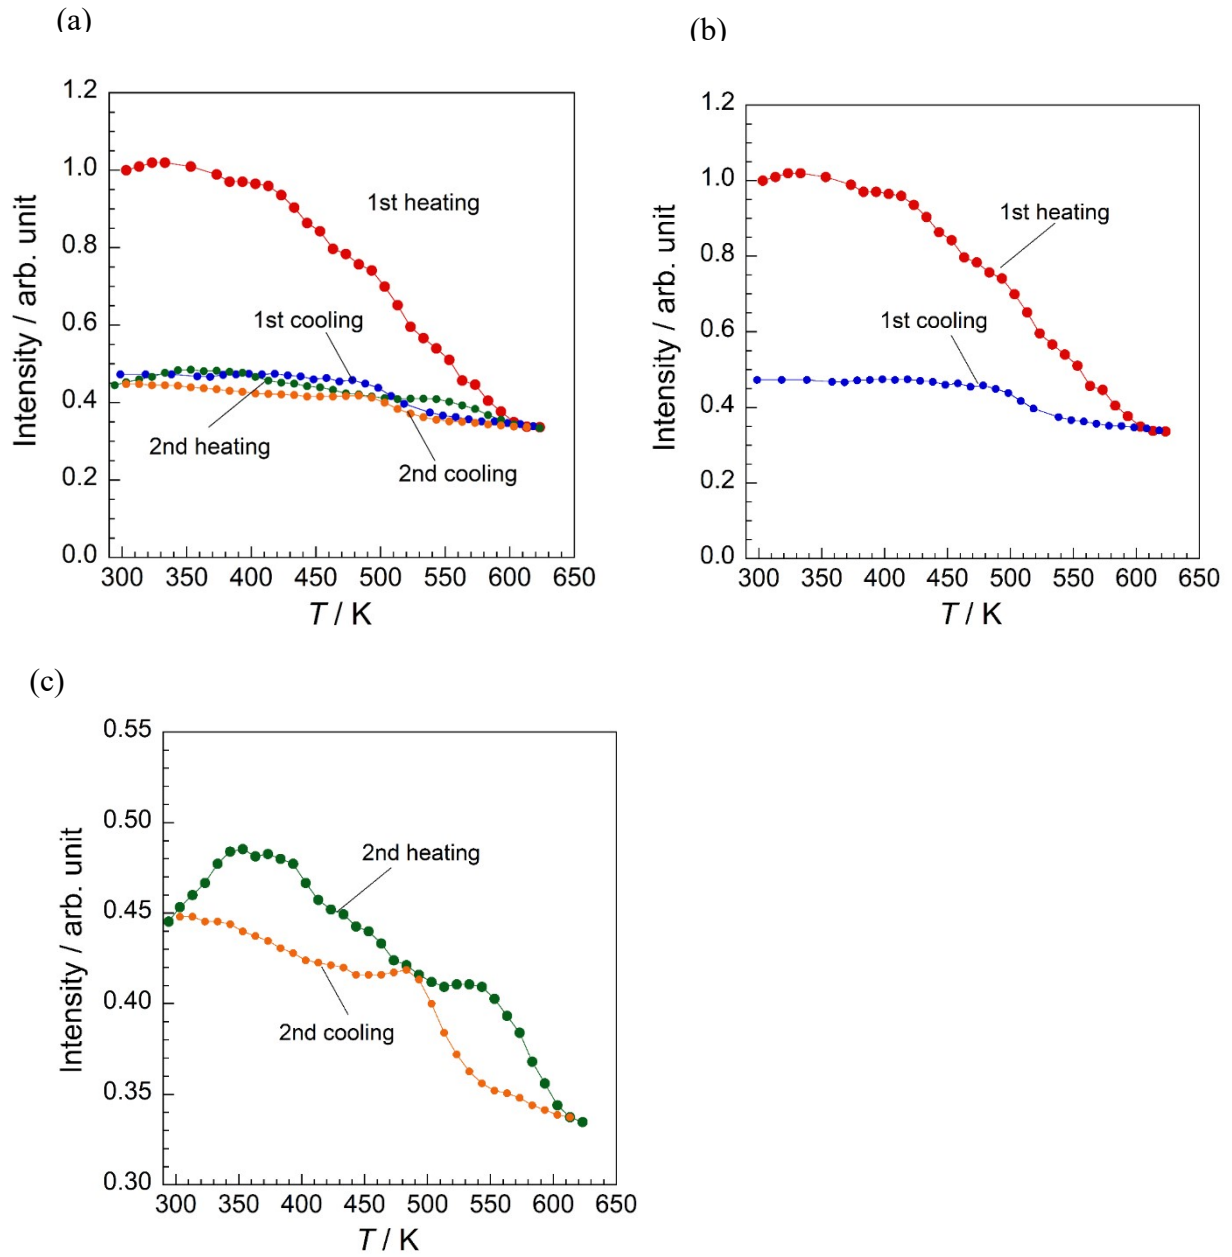 (a)
1.2
1.0
0.8
0.6
0.4
0.2
0.0
Intensity / arb. unit
1st heating
1st cooling
2nd heating
2nd cooling
300 350 400 450 500 550 600 650
T / K
(b)
1.2
1.0
0.8
0.6
0.4
0.2
0.0
Intensity / arb. unit
1st heating
1st cooling
300 350 400 450 500 550 600 650
T / K
(c)
0.55
0.50
0.45
0.40
0.35
0.30
Intensity / arb. unit
2nd heating
2nd cooling
300 350 400 450 500 550 600 650
T / K